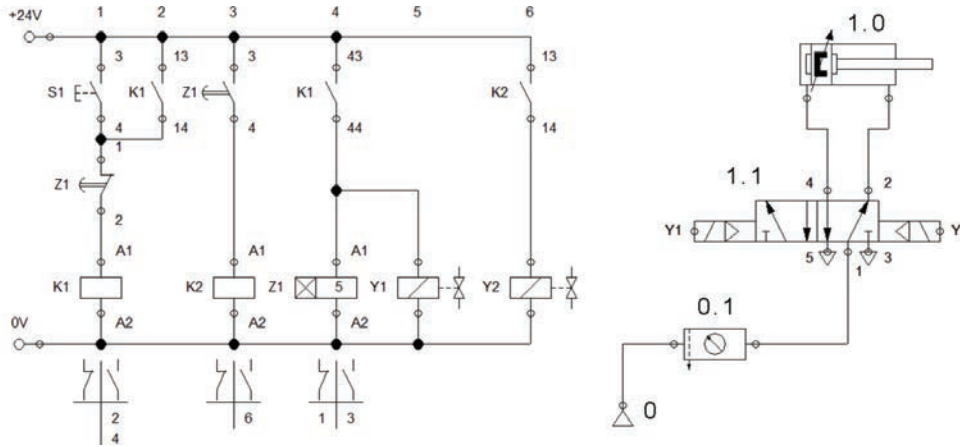 +24V 1 2 3 4 5 6
3 13 3 43 13
S1 K1 Z1 K1 K2
4 14 4 44 14
1
Z1
2
A1 A1 A1
K1 K2 Z1 5 Y1 Y2
A2 A2 A2
0V
2 6 1 3
4
1.0
4 2
1.1
Y1 Y
5 1 3
0.1
0